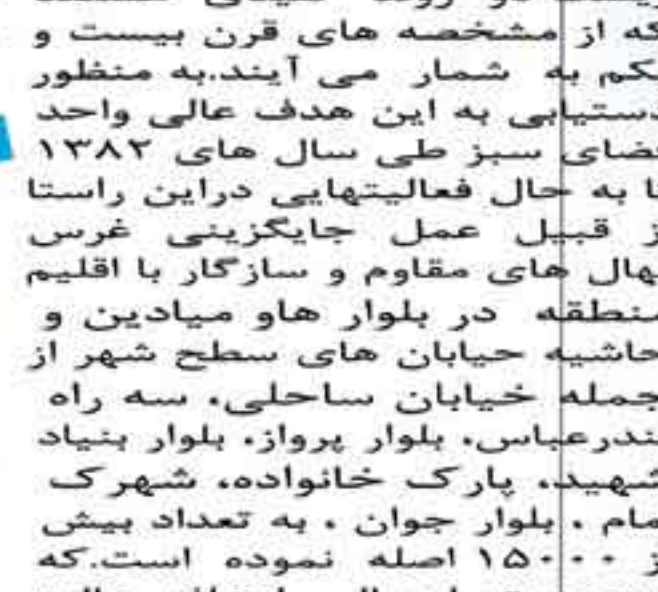 که از مشخصه های قرن بیست و
یکم به شمار می آیند.به منظور
دستیابی به این هدف عالی واحد
فضای سبز طی سال های ۱۳۸۲
تا به حال فعالیتهایی دراین راستا
از قبیل عمل جایگزینی غرس
نهال های مقاوم و سازگار با اقلیم
منطقه در بلوار هاو میادین و
حاشیه حیابان های سطح شهر از
جمله خیابان ساحلی، سه راه
بندرعباس، بلوار پرواز، بلوار بنیاد
شهید، پارک خانواده، شهرک
امام ، بلوار جوان ، به تعداد بیش
از ۱۵۰۰۰ اصله نموده است.که